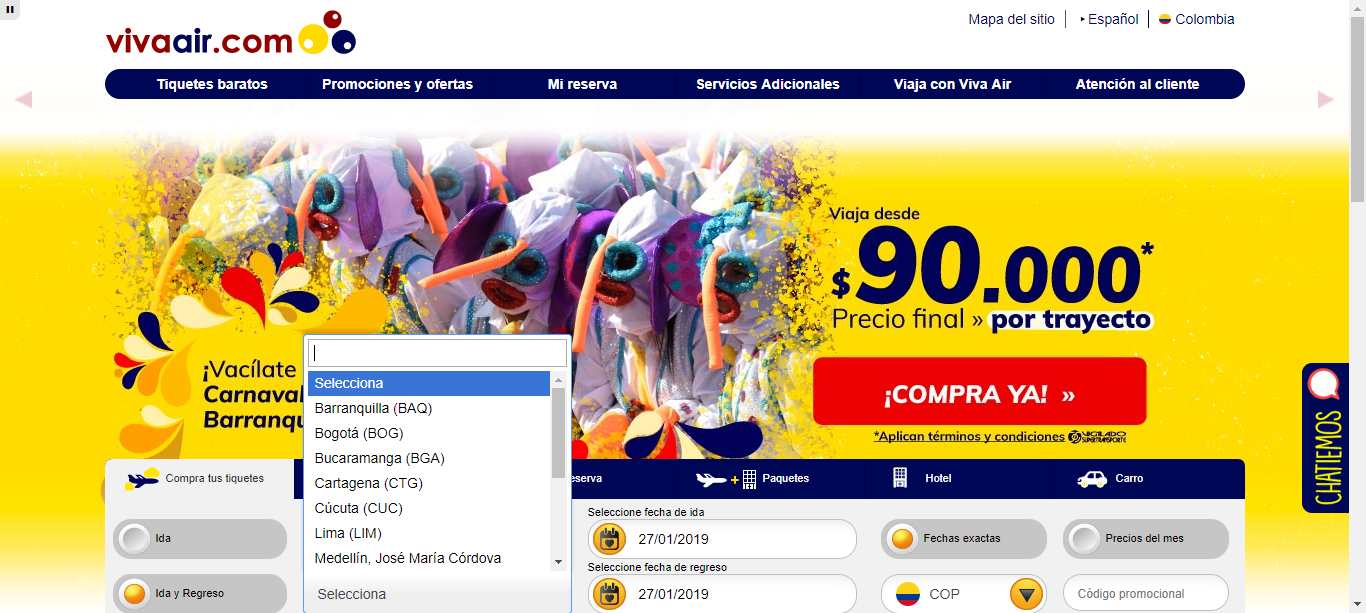 Mapa del sitio
Español
Colombia
vivaair.com
Tiquetes baratos
Promociones y ofertas
Mi reserva
Servicios Adicionales
Viaja con Viva Air
Atención al cliente
Viaja desde
$90.000*
Precio final » por trayecto
¡COMPRA YA! »
*Aplican términos y condiciones
VIGILADO
SUPERTRANSPORTE
¡Vacílate
Carnaval
Barranqu
CHATIEMOS
Selecciona
Barranquilla (BAQ)
Bogotá (BOG)
Bucaramanga (BGA)
Cartagena (CTG)
Cúcuta (CUC)
Lima (LIM)
Medellín, José María Córdova
Selecciona
Compra tus tiquetes
eserva
Paquetes
Hotel
Carro
Ida
Ida y Regreso
Seleccione fecha de ida
27/01/2019
Seleccione fecha de regreso
27/01/2019
Fechas exactas
Precios del mes
COP
Código promocional